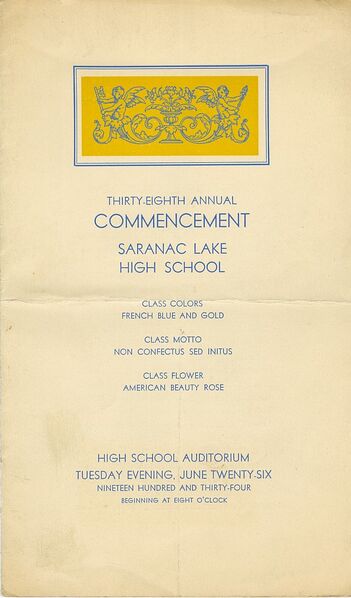 THIRTY-EIGHTH ANNUAL
COMMENCEMENT
SARANAC LAKE
HIGH SCHOOL
CLASS COLORS
FRENCH BLUE AND GOLD
CLASS MOTTO
NON CONFECTUS SED INITUS
CLASS FLOWER
AMERICAN BEAUTY ROSE
HIGH SCHOOL AUDITORIUM
TUESDAY EVENING, JUNE TWENTY-SIX
NINETEEN HUNDRED AND THIRTY-FOUR
BEGINNING AT EIGHT O'CLOCK